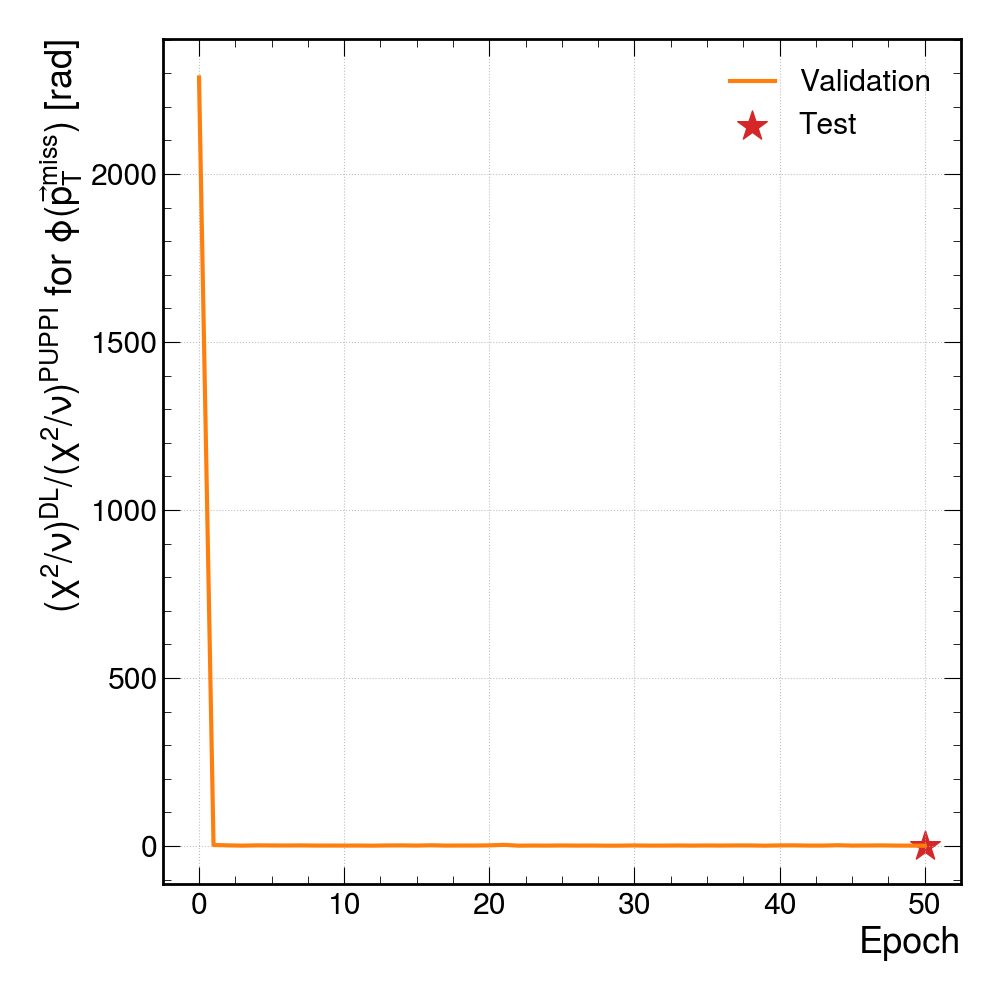 (χ²/ν)ᴰᴸ/(χ²/ν)ᴾᵁᴾᴾᴵ for ϕ(p⃗_T^miss) [rad]
Validation
Test
2000
1500
1000
500
0
0 10 20 30 40 50
Epoch